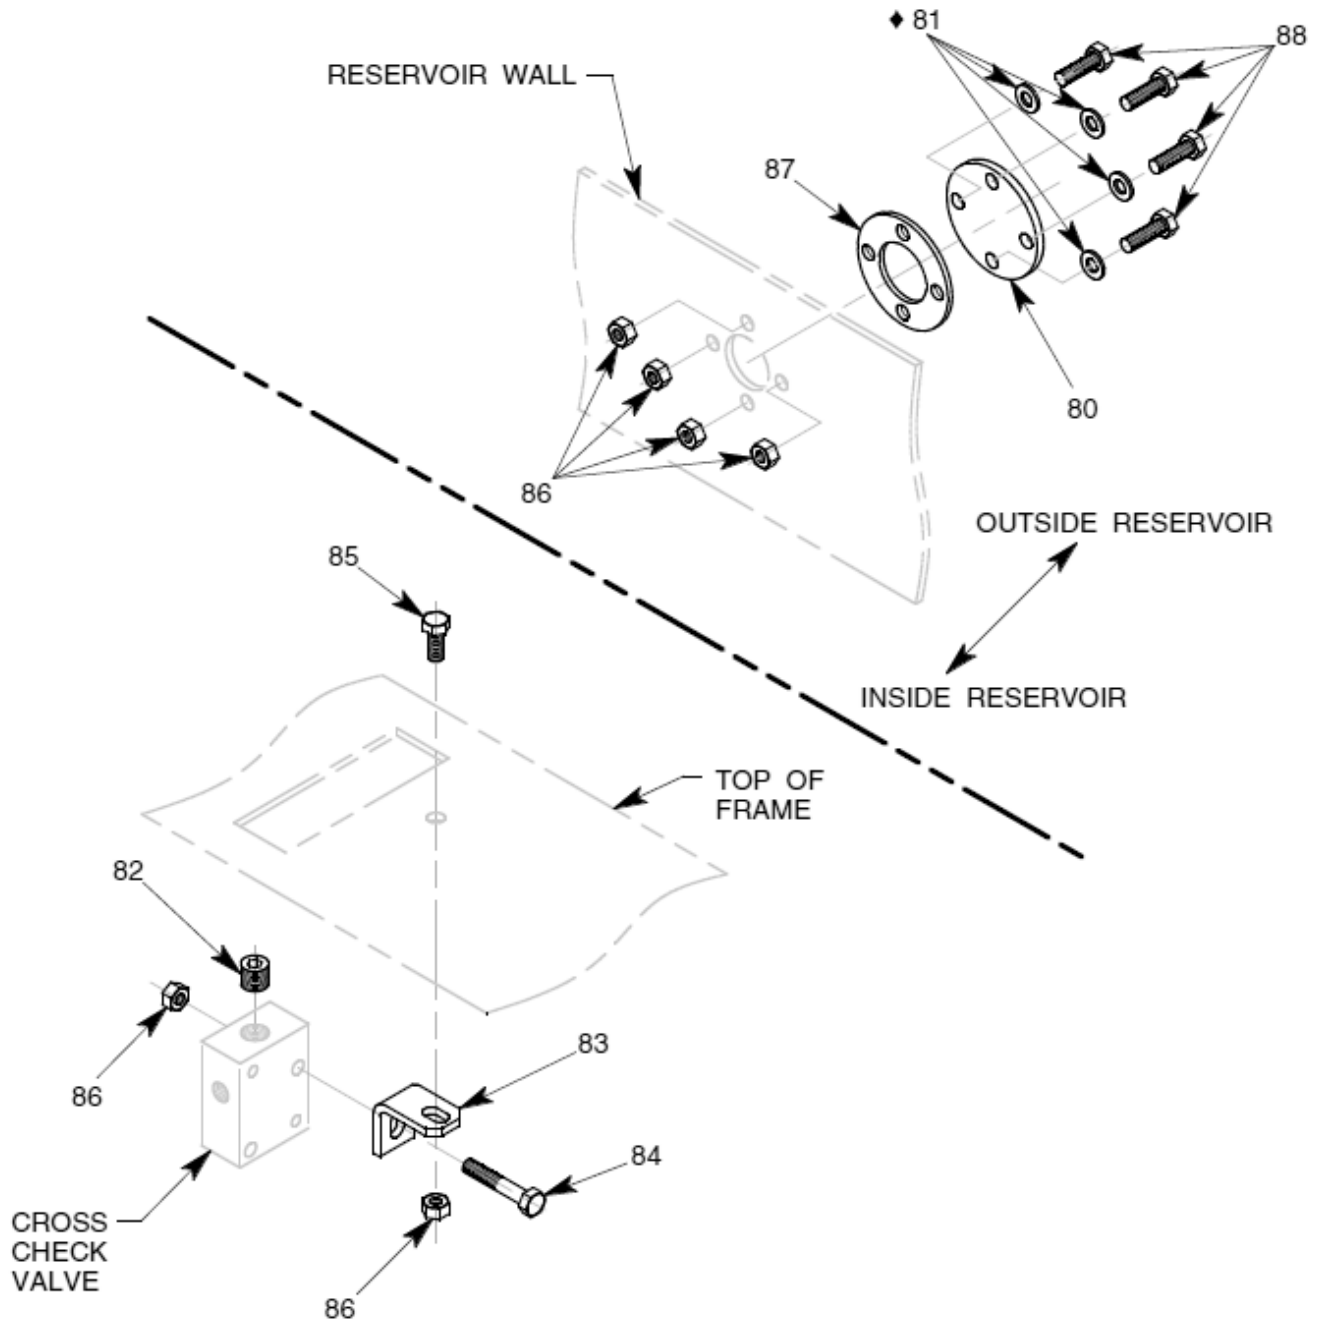 ♦ 81
88
RESERVOIR WALL
87
80
86
OUTSIDE RESERVOIR
85
INSIDE RESERVOIR
TOP OF
FRAME
82
83
86
84
CROSS
CHECK
VALVE
86